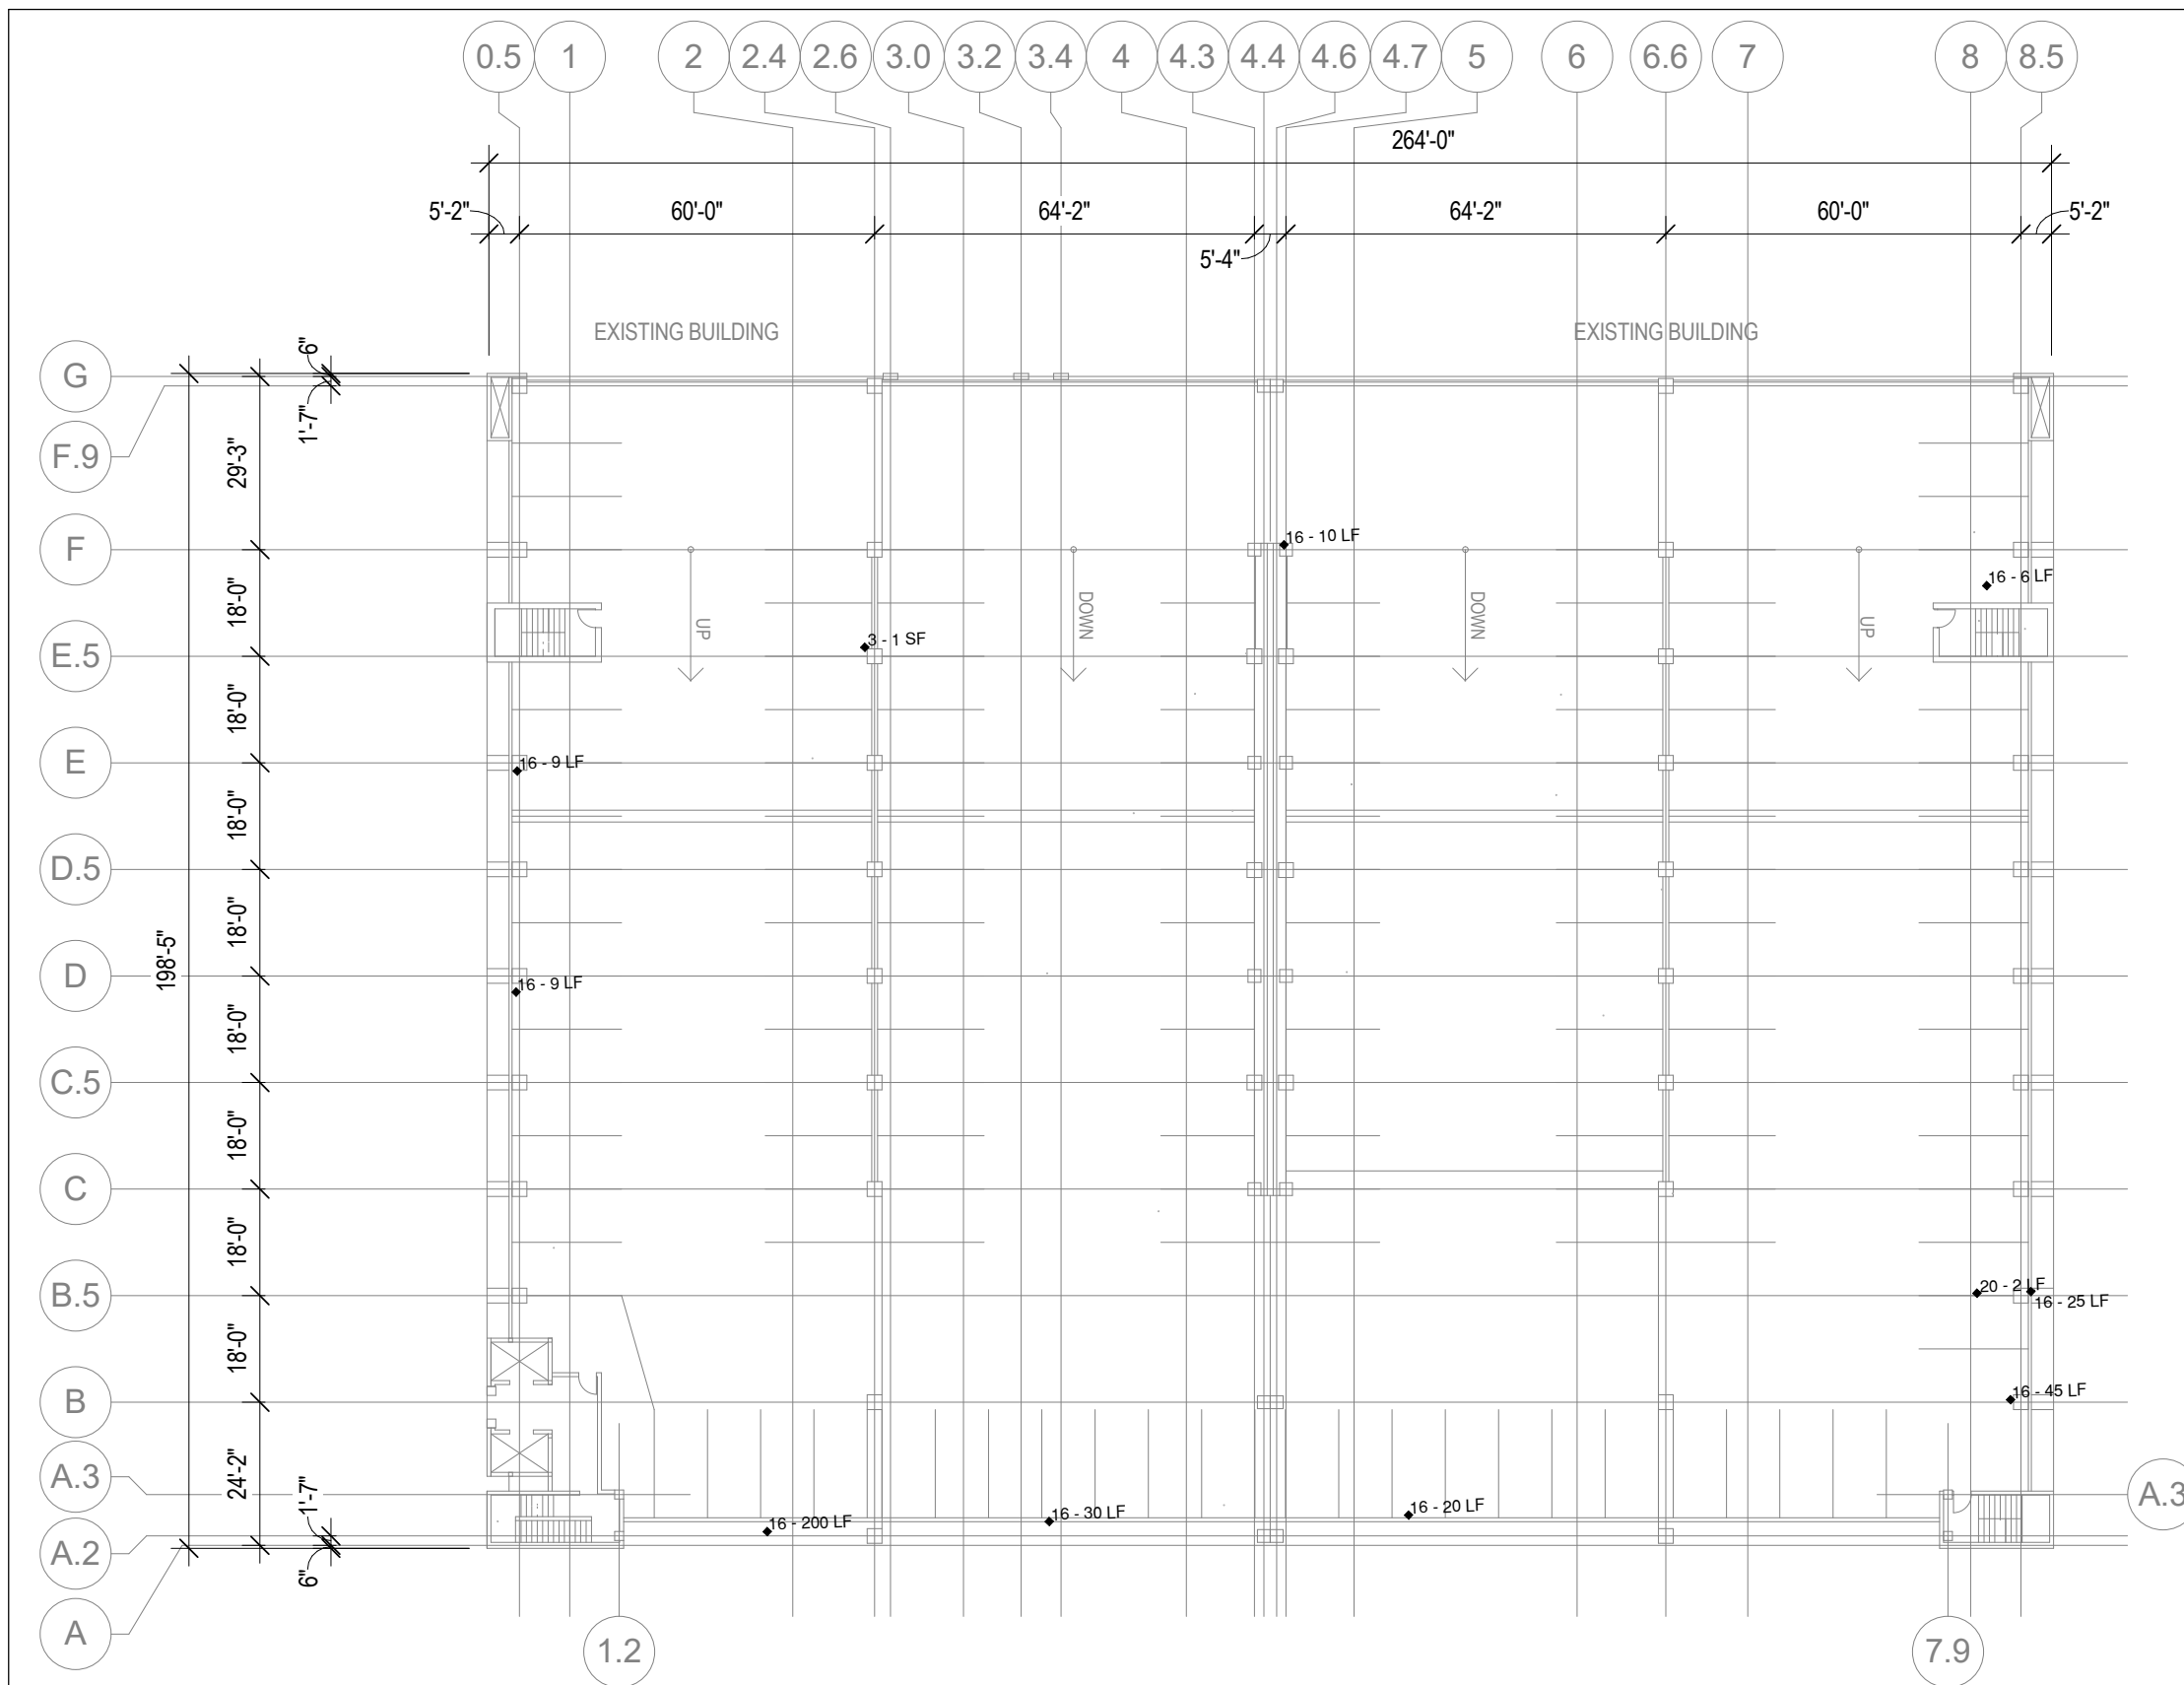 0.5 1 2 2.4 2.6 3.0 3.2 3.4 4 4.3 4.4 4.6 4.7 5 6 6.6 7 8 8.5
264'-0"
5'-2" 60'-0" 64'-2" 64'-2" 60'-0" 5'-2"
5'-4"
EXISTING BUILDING EXISTING BUILDING
6"
G
1'-7"
F.9
29'-3"
F
16 - 10 LF
18'-0"
16 - 6 LF
UP DOWN DOWN UP
3 - 1 SF
E.5
18'-0"
E
16 - 9 LF
18'-0"
D.5
18'-0"
198'-5"
D
16 - 9 LF
18'-0"
C.5
18'-0"
C
18'-0"
B.5
20 - 2 LF
16 - 25 LF
18'-0"
B
16 - 45 LF
A.3
24'-2"
1'-7"
A.3
16 - 200 LF
16 - 30 LF
16 - 20 LF
A.2
6"
A
1.2 7.9